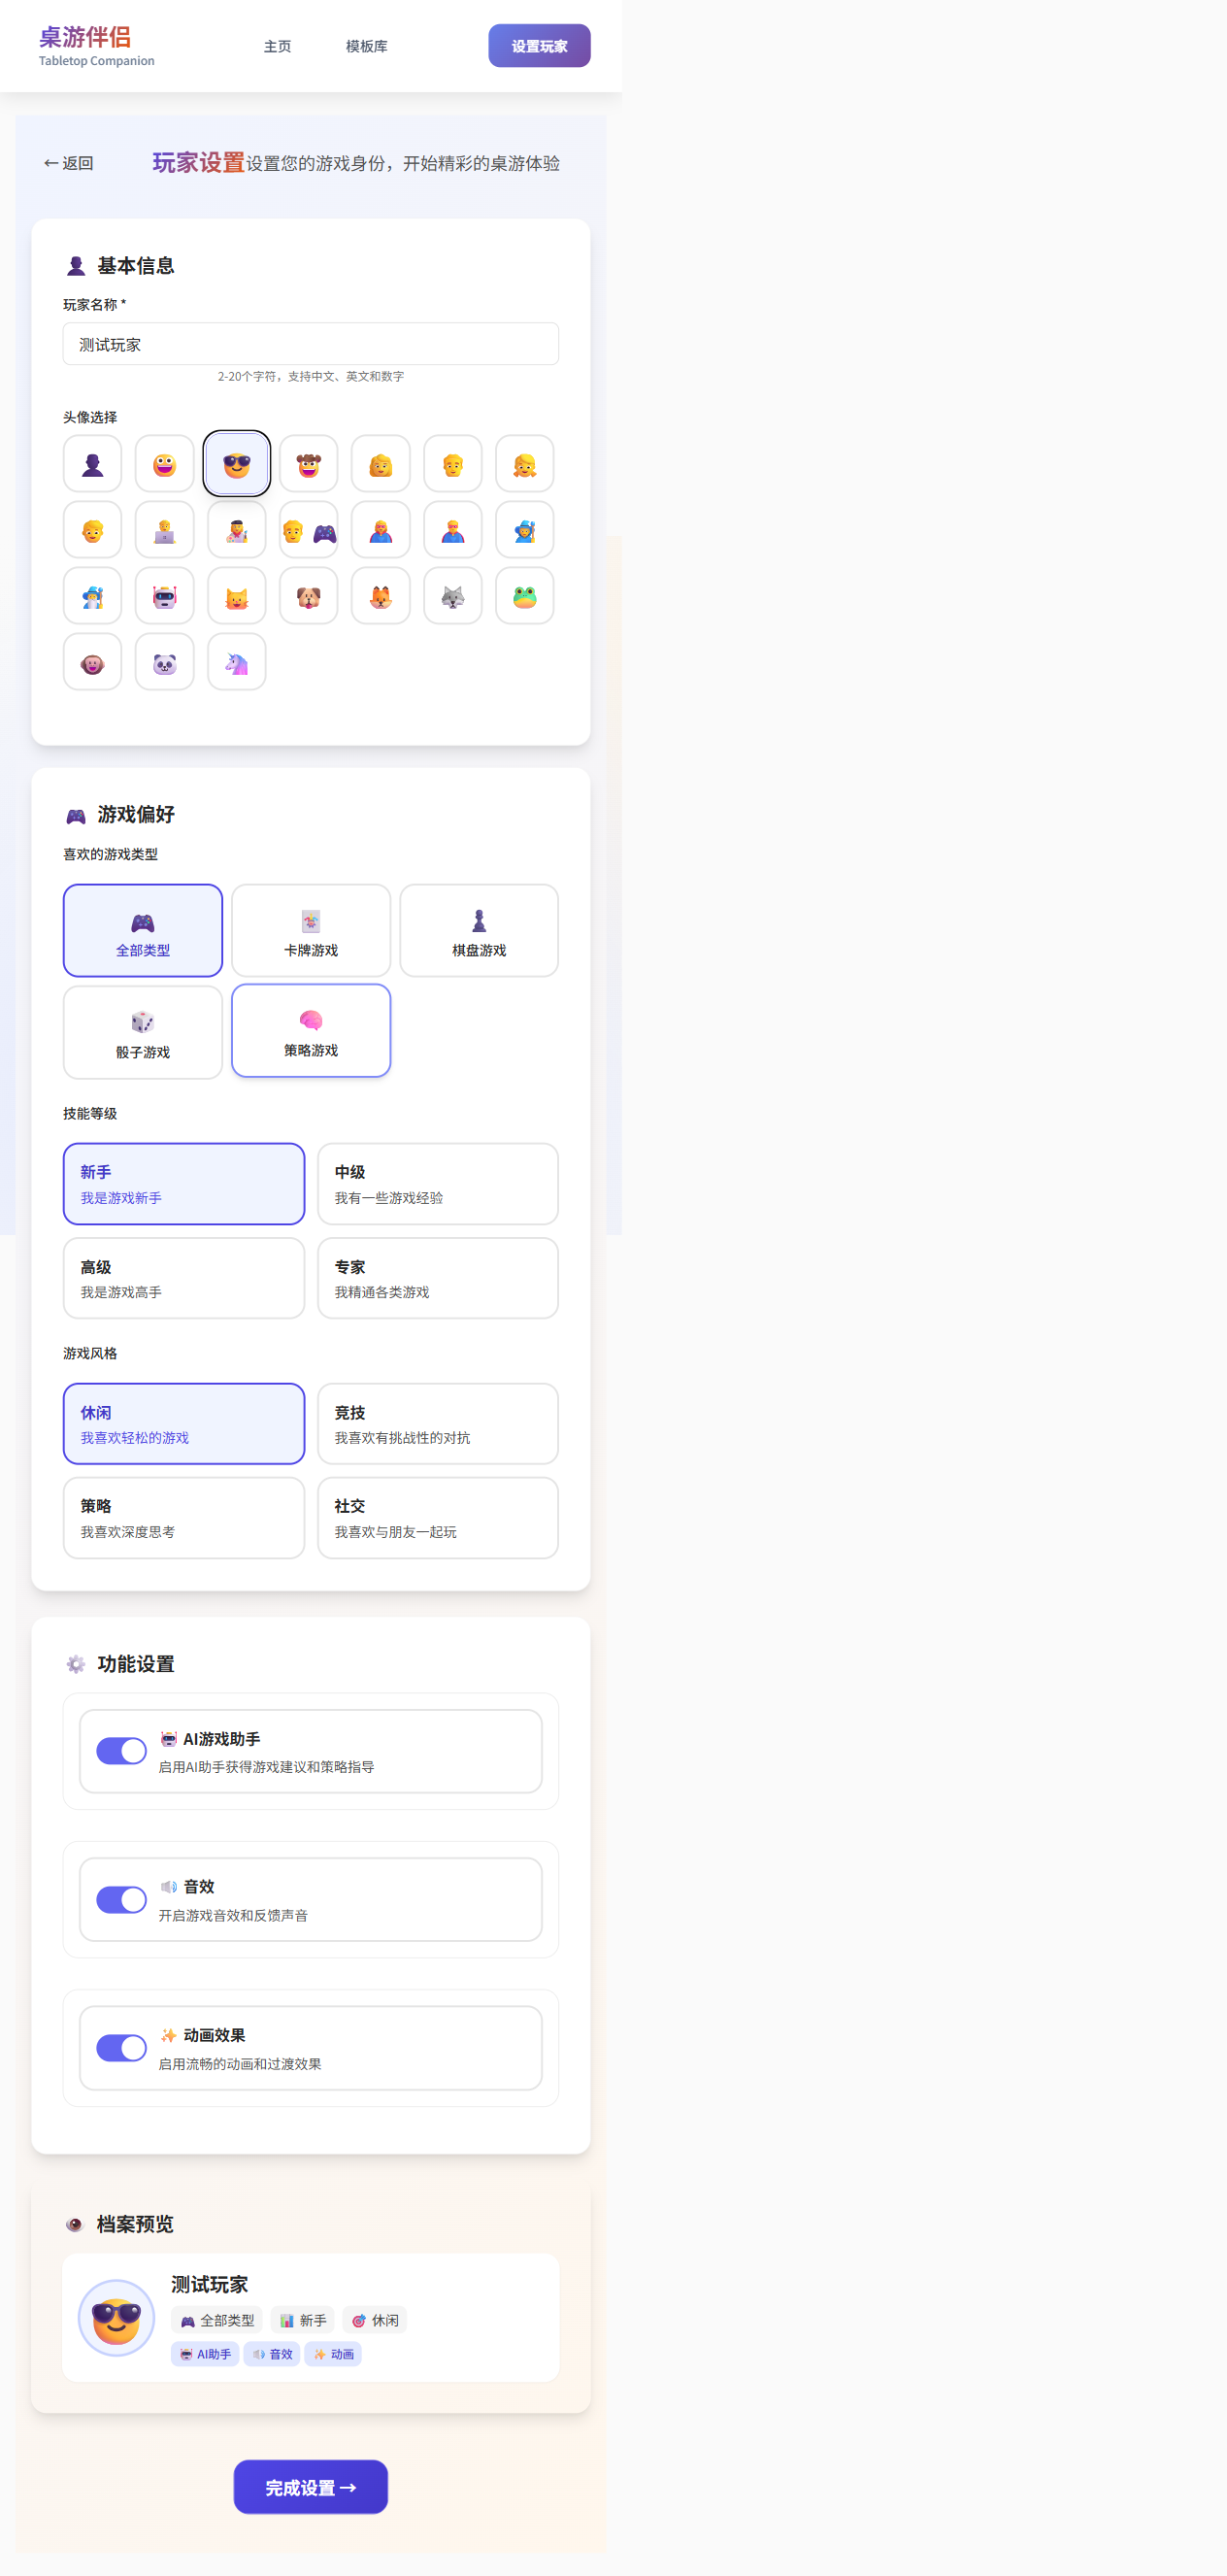 桌游伴侣
Tabletop Companion
主页
模板库
设置玩家
← 返回
玩家设置设置您的游戏身份，开始精彩的桌游体验
基本信息
玩家名称 *
测试玩家
2-20个字符，支持中文、英文和数字
头像选择
游戏偏好
喜欢的游戏类型
全部类型
卡牌游戏
棋盘游戏
骰子游戏
策略游戏
技能等级
新手
我是游戏新手
中级
我有一些游戏经验
高级
我是游戏高手
专家
我精通各类游戏
游戏风格
休闲
我喜欢轻松的游戏
竞技
我喜欢有挑战性的对抗
策略
我喜欢深度思考
社交
我喜欢与朋友一起玩
功能设置
AI游戏助手
启用AI助手获得游戏建议和策略指导
音效
开启游戏音效和反馈声音
动画效果
启用流畅的动画和过渡效果
档案预览
测试玩家
全部类型
新手
休闲
AI助手
音效
动画
完成设置 →